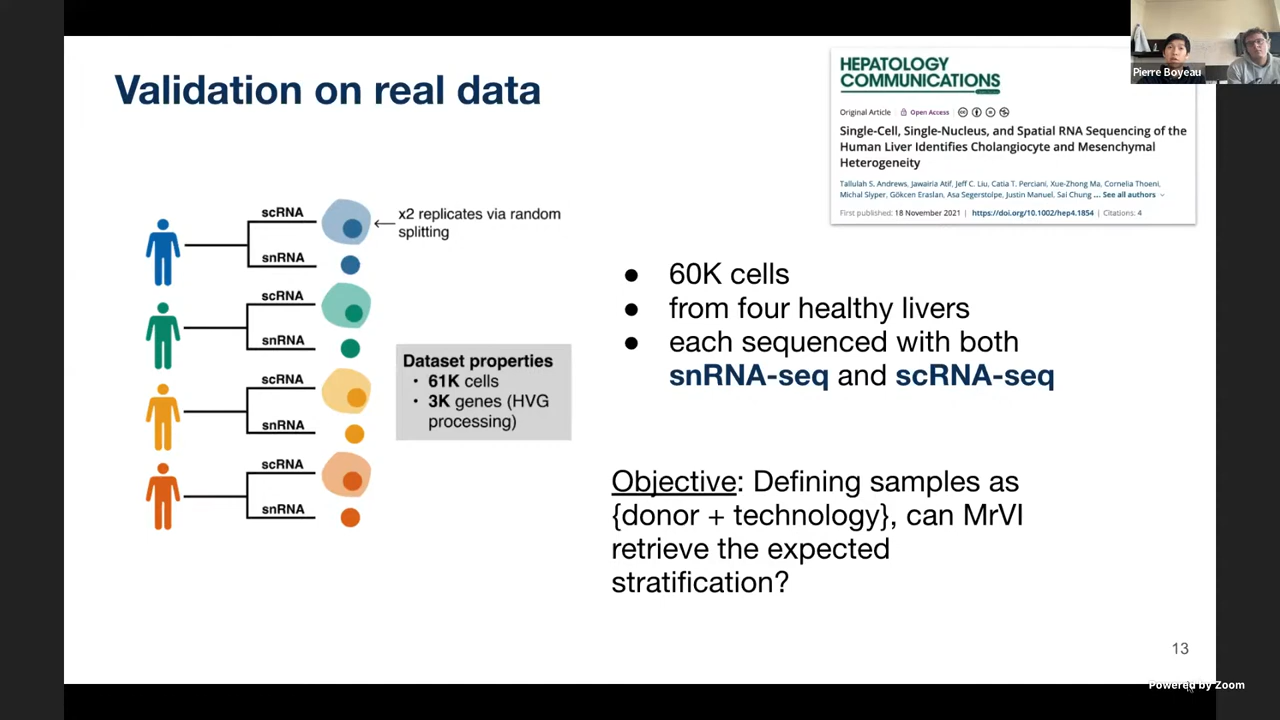 Validation on real data
HEPATOLOGY
COMMUNICATIONS
Original Article Open Access
Single-Cell, Single-Nucleus, and Spatial RNA Sequencing of the
Human Liver Identifies Cholangiocyte and Mesenchymal
Heterogeneity
Tallulah S. Andrews, Jawairia Atif, Jeff C. Liu, Catia T. Perciani, Xue-Zhong Ma, Cornelia Thoeni,
Michal Slyper, Gökcen Eraslan, Asa Segerstolpe, Justin Manuel, Sai Chung ... See all authors
First published: 18 November 2021 | https://doi.org/10.1002/hep4.1854 | Citations: 4
Pierre Boyeau
scRNA
x2 replicates via random
splitting
snRNA
scRNA
snRNA
scRNA
snRNA
scRNA
snRNA
Dataset properties
• 61K cells
• 3K genes (HVG
processing)
● 60K cells
● from four healthy livers
● each sequenced with both
snRNA-seq and scRNA-seq
Objective: Defining samples as
{donor + technology}, can MrVI
retrieve the expected
stratification?
13
Powered by Zoom